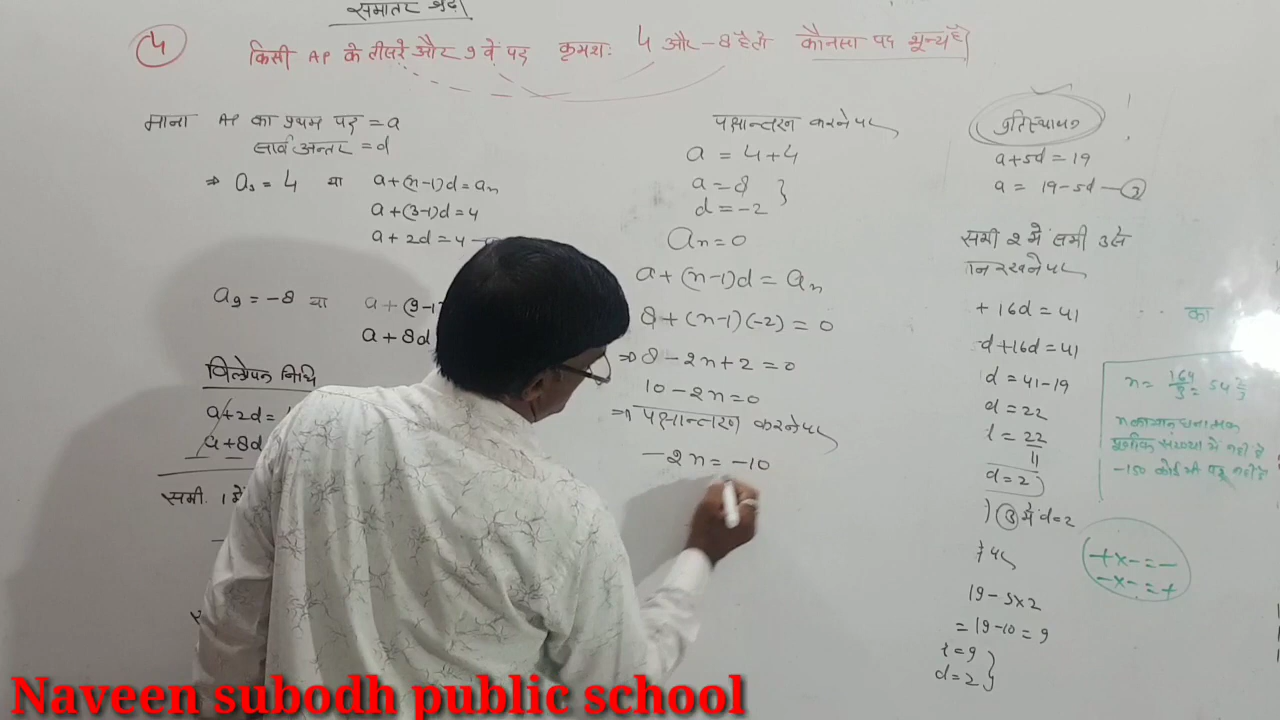 समांतर श्रेढ़ी
4 किसी AP के तीसरे और 9 वें पद क्रमशः 4 और -8 है तो कौनसा पद शून्य है
माना AP का प्रथम पद = a
सार्व अन्तर = d
⇒ a₃ = 4 या a+(n-1)d=aₙ
a+(3-1)d=4
a+2d=4
a₉ = -8 या a+(9-1
a+8d
विलोपन विधि
a+2d=
a+8d
समी. 1 में
पक्षान्तरण करने पर
a = 4+4
a = 8
d = -2
aₙ = 0
a+(n-1)d = aₙ
8+(n-1)(-2) = 0
⇒ 8-2n+2=0
10-2n=0
⇒ पक्षान्तरण करने पर
-2n = -10
प्रतिस्थापन
a+5d=19
a = 19-5d — 3
समी 2 में समी 3 से
मान रखने पर
+16d=41
d+16d=41
d=41-19
d=22
22
11
d=2
3 में d=2
19-5×2
=19-10=9
d=2
का
n= 164/3 = 54 2/3
n का मान धनात्मक
पूर्णांक संख्या में नहीं है
-150 कोई भी पद नहीं है
+×-=-
-×-=+
Naveen subodh public school